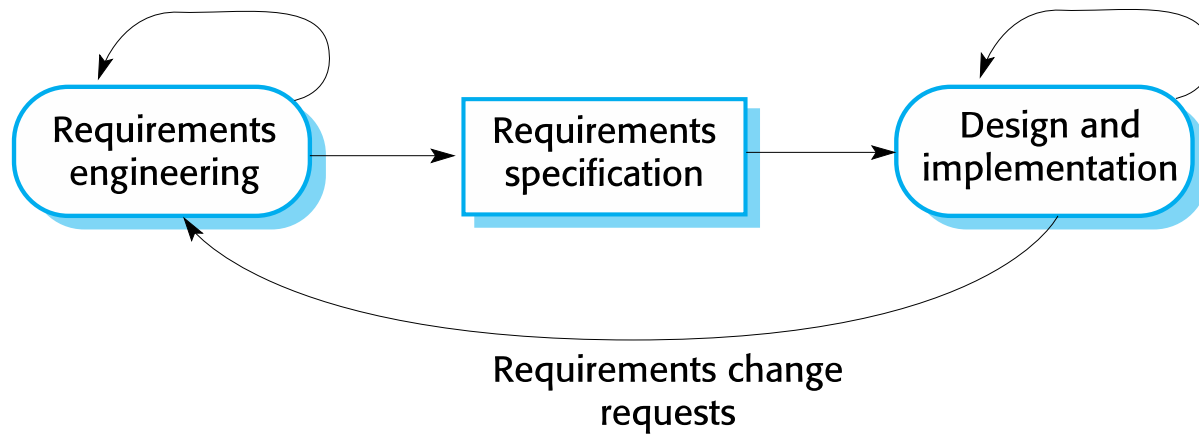 Requirements
engineering
Requirements
specification
Design and
implementation
Requirements change
requests